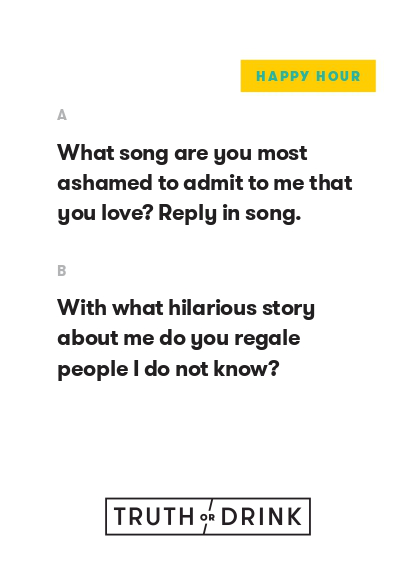 HAPPY HOUR
A
What song are you most
ashamed to admit to me that
you love? Reply in song.
B
With what hilarious story
about me do you regale
people I do not know?
TRUTH OR DRINK